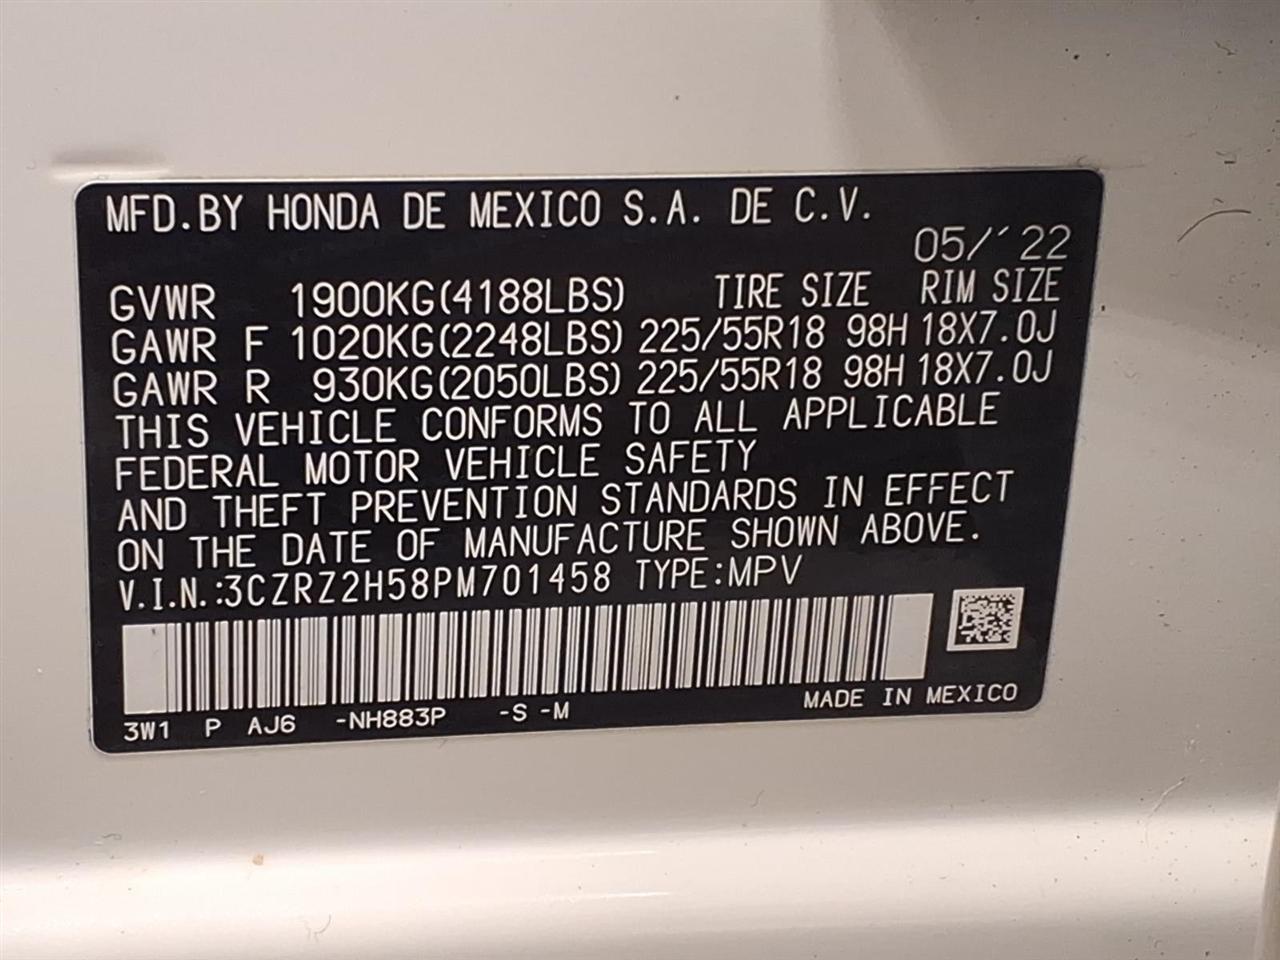 MFD.BY HONDA DE MEXICO S.A. DE C.V.
05/´22
GVWR 1900KG(4188LBS) TIRE SIZE RIM SIZE
GAWR F 1020KG(2248LBS) 225/55R18 98H 18X7.0J
GAWR R 930KG(2050LBS) 225/55R18 98H 18X7.0J
THIS VEHICLE CONFORMS TO ALL APPLICABLE
FEDERAL MOTOR VEHICLE SAFETY
AND THEFT PREVENTION STANDARDS IN EFFECT
ON THE DATE OF MANUFACTURE SHOWN ABOVE.
V.I.N.:3CZRZ2H58PM701458 TYPE:MPV
MADE IN MEXICO
3W1 P AJ6 -NH883P -S -M